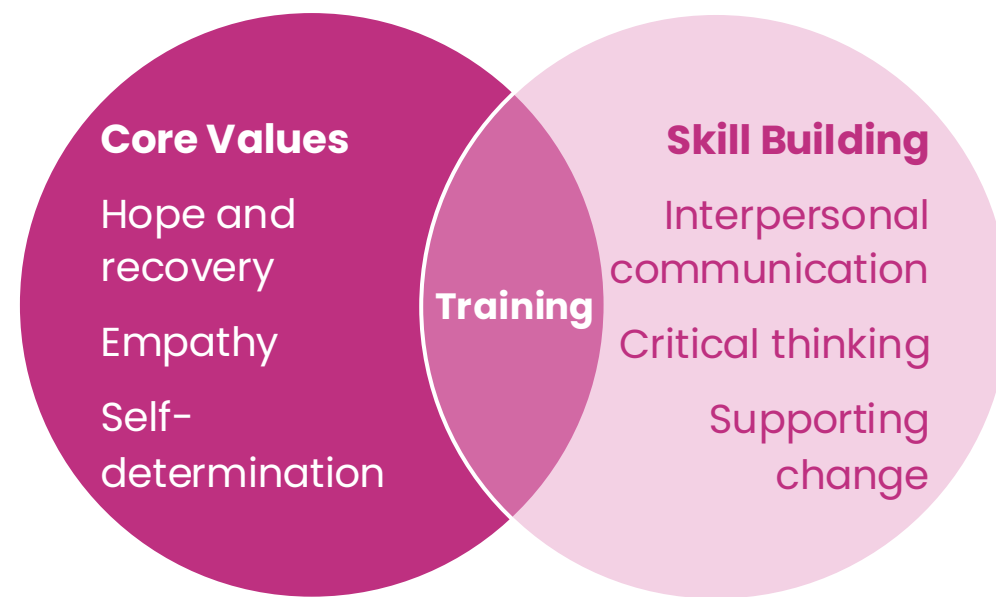 Core Values
Hope and
recovery
Empathy
Self-
determination
Training
Skill Building
Interpersonal
communication
Critical thinking
Supporting
change